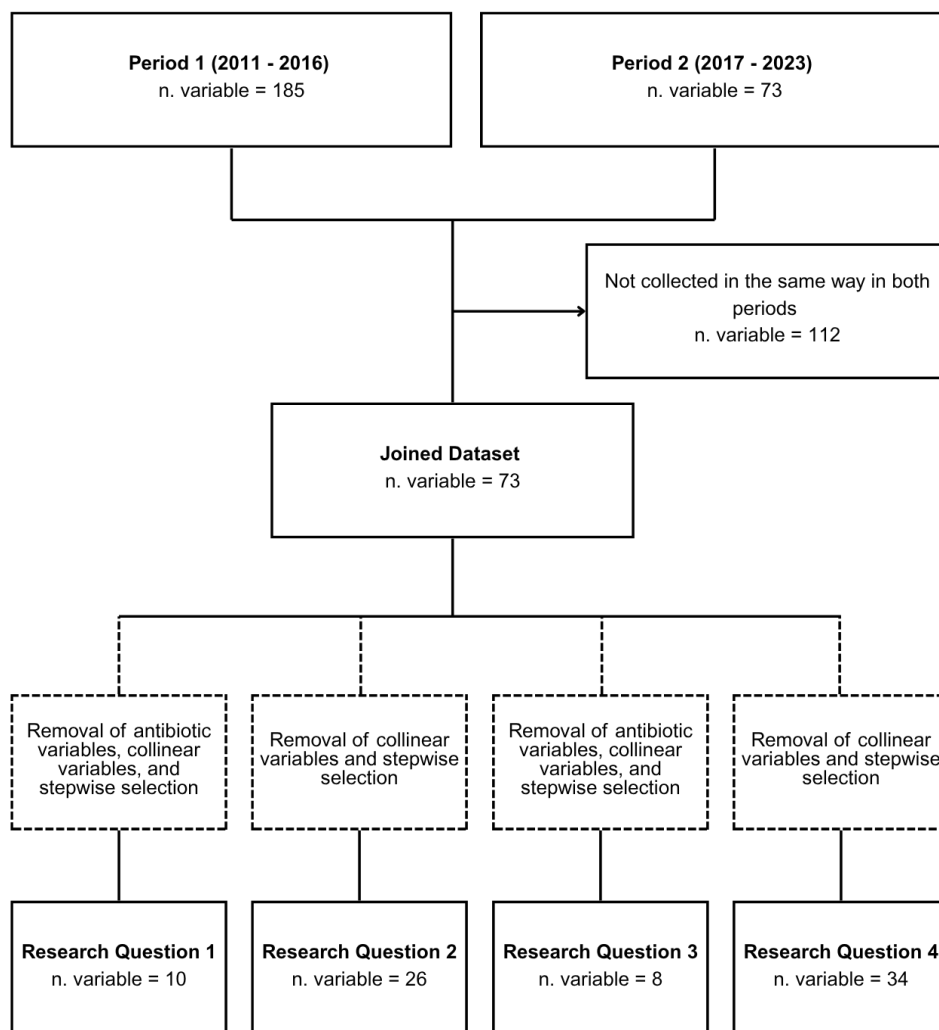 Period 1 (2011 - 2016)
n. variable = 185
Period 2 (2017 - 2023)
n. variable = 73
Not collected in the same way in both
periods
n. variable = 112
Joined Dataset
n. variable = 73
Removal of antibiotic
variables, collinear
variables, and
stepwise selection
Removal of collinear
variables and stepwise
selection
Removal of antibiotic
variables, collinear
variables, and
stepwise selection
Removal of collinear
variables and stepwise
selection
Research Question 1
n. variable = 10
Research Question 2
n. variable = 26
Research Question 3
n. variable = 8
Research Question 4
n. variable = 34